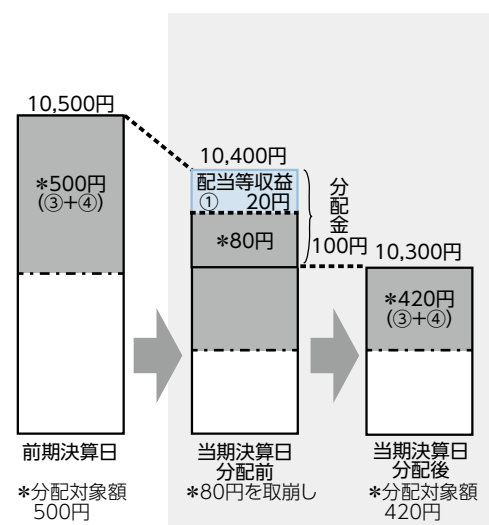 10,500円
*500円
(③+④)
10,400円
配当等収益
① 20円
*80円
分配金
100円
10,300円
*420円
(③+④)
前期決算日
*分配対象額
500円
当期決算日
分配前
*80円を取崩し
当期決算日
分配後
*分配対象額
420円